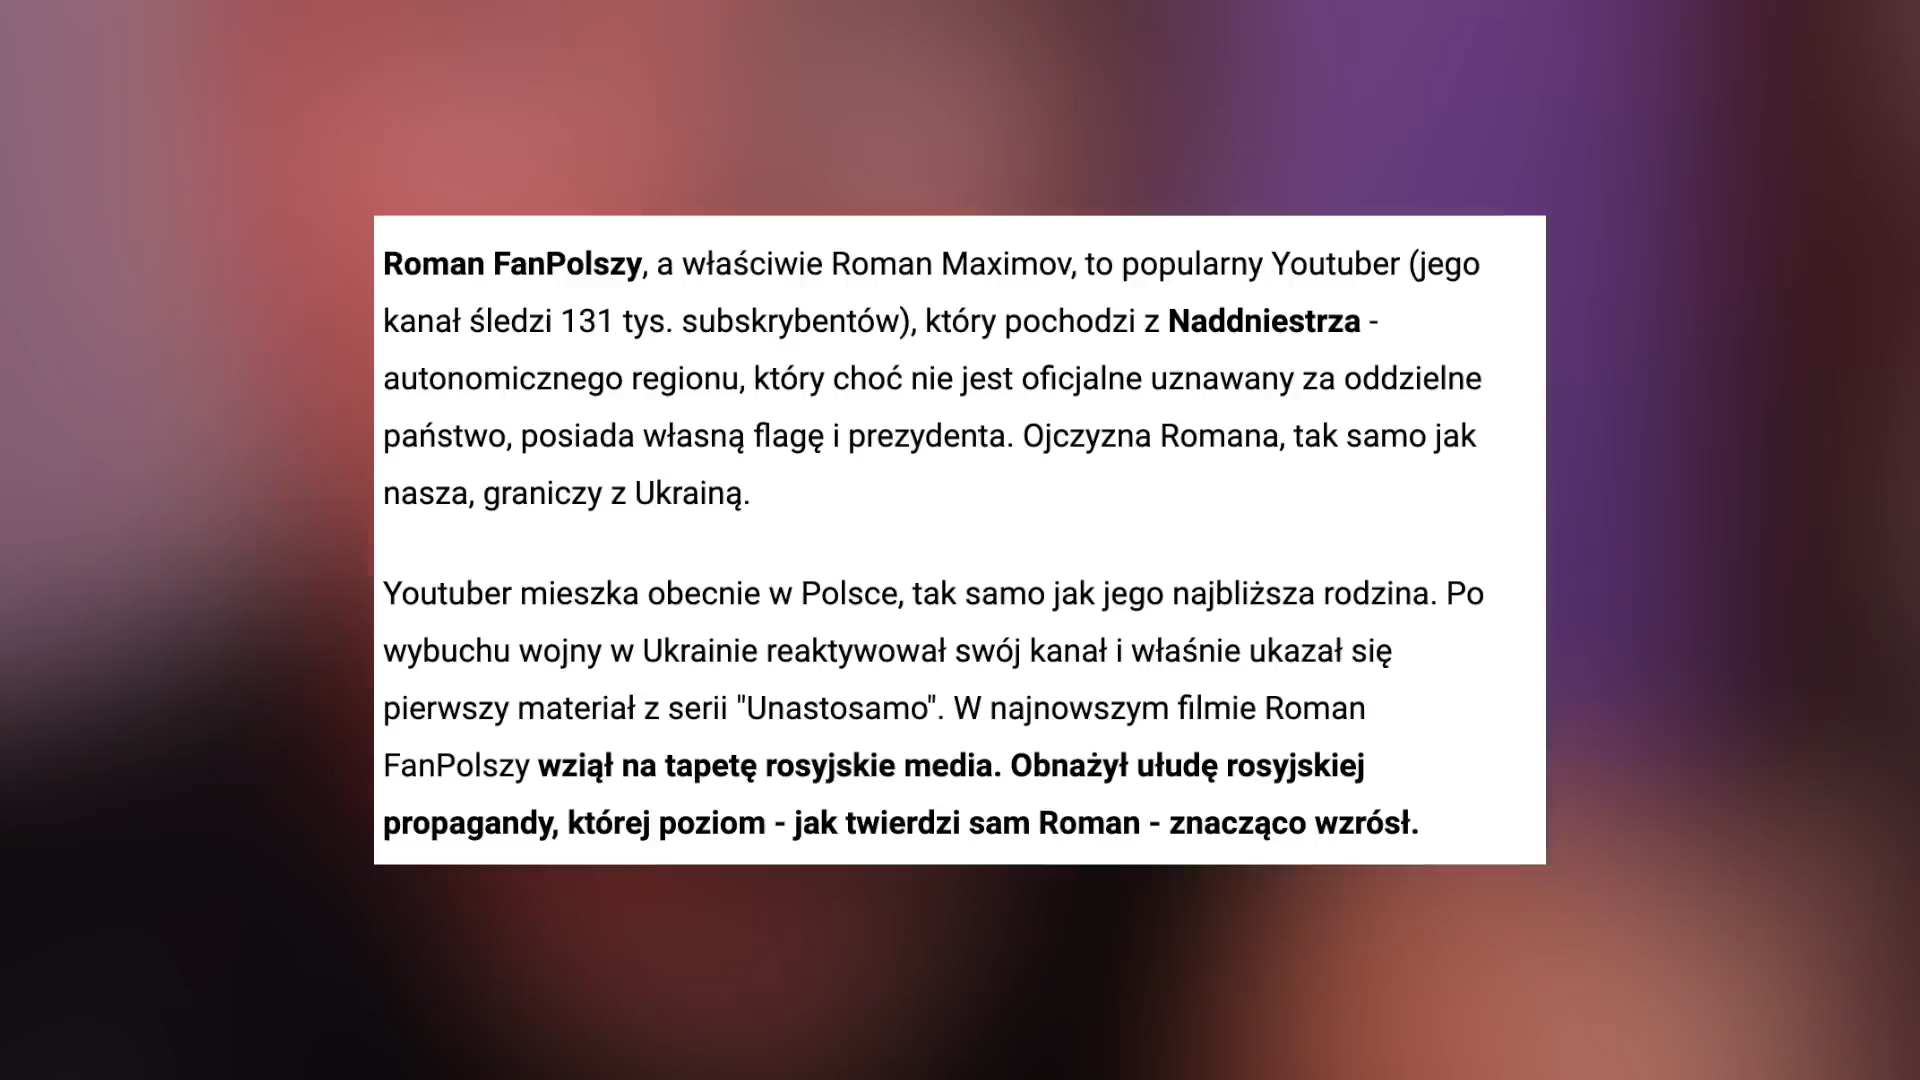 Roman FanPolszy, a właściwie Roman Maximov, to popularny Youtuber (jego
kanał śledzi 131 tys. subskrybentów), który pochodzi z Naddniestrza -
autonomicznego regionu, który choć nie jest oficjalne uznawany za oddzielne
państwo, posiada własną flagę i prezydenta. Ojczyzna Romana, tak samo jak
nasza, graniczy z Ukrainą.
Youtuber mieszka obecnie w Polsce, tak samo jak jego najbliższa rodzina. Po
wybuchu wojny w Ukrainie reaktywował swój kanał i właśnie ukazał się
pierwszy materiał z serii "Unastosamo". W najnowszym filmie Roman
FanPolszy wziął na tapetę rosyjskie media. Obnażył ułudę rosyjskiej
propagandy, której poziom - jak twierdzi sam Roman - znacząco wzrósł.